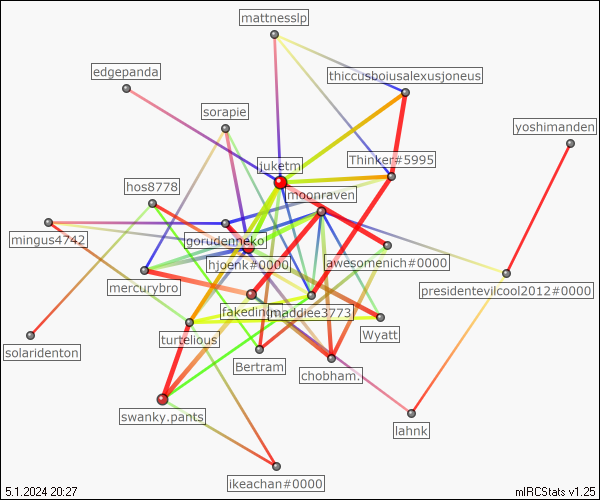 mattnesslp
edgepanda
thiccusboiusalexusjoneus
sorapie
yoshimanden
juketm
Thinker#5995
hos8778
moonraven
mingus4742
goridenneko
hjoenk#0000
awesomenich#0000
mercurybro
presidentevilcool2012#0000
fakeding
maddiee3773
turtelious
Wyatt
solaridenton
Bertram
chobham.
swanky.pants
lahnk
ikeachan#0000
5.1.2024 20:27
mIRCStats v1.25